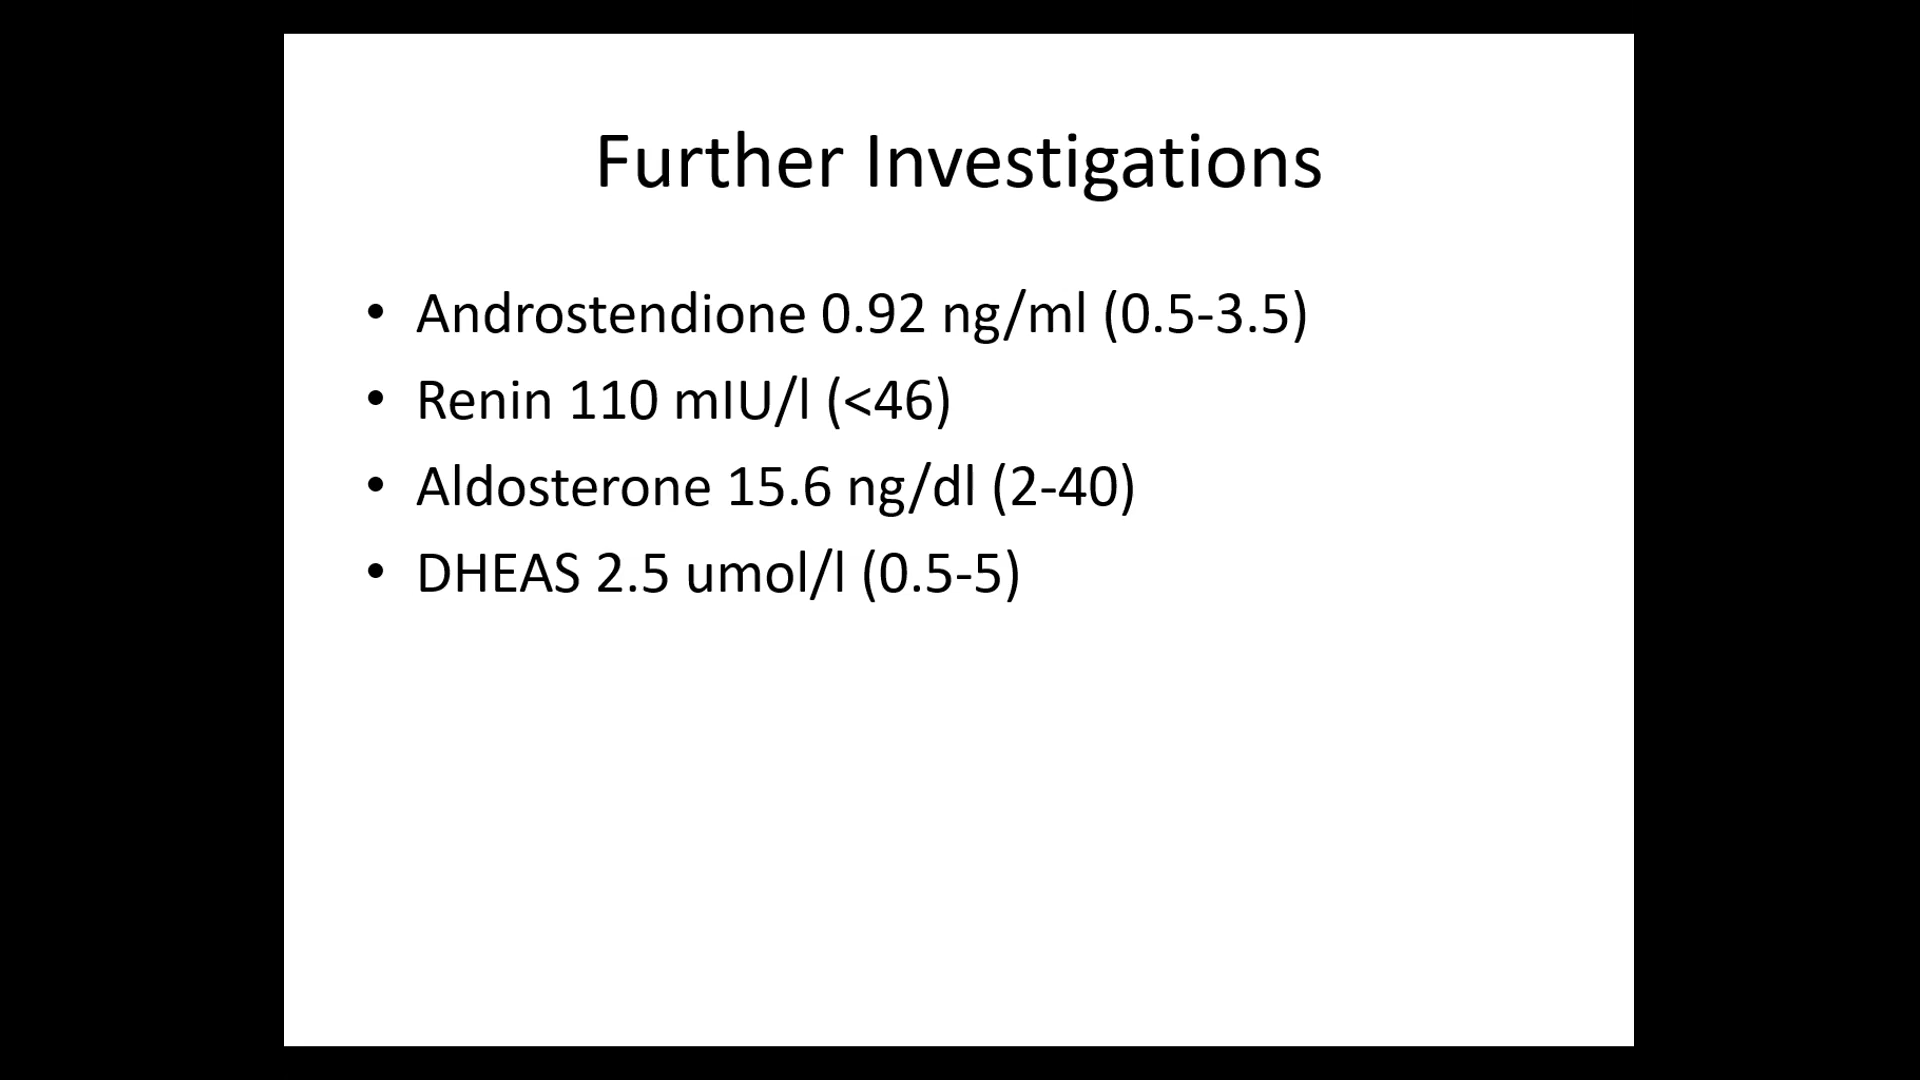 Further Investigations
• Androstendione 0.92 ng/ml (0.5-3.5)
• Renin 110 mIU/l (<46)
• Aldosterone 15.6 ng/dl (2-40)
• DHEAS 2.5 umol/l (0.5-5)